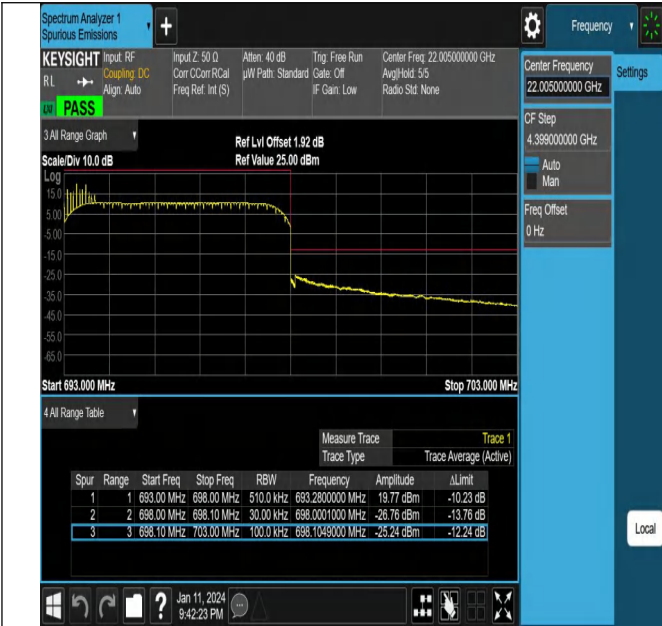 Spectrum Analyzer 1
Spurious Emissions
+
Frequency
KEYSIGHT
RL
LXI PASS
Input: RF
Coupling: DC
Align: Auto
Input Z: 50 Ω
Corr CCorr RCal
Freq Ref: Int (S)
Atten: 40 dB
µW Path: Standard
Trig: Free Run
Gate: Off
IF Gain: Low
Center Freq: 22.005000000 GHz
Avg|Hold: 5/5
Radio Std: None
Center Frequency
22.005000000 GHz
Settings
CF Step
4.399000000 GHz
Auto
Man
Freq Offset
0 Hz
3 All Range Graph
Scale/Div 10.0 dB
Ref Lvl Offset 1.92 dB
Ref Value 25.00 dBm
Log
15.0
5.00
-5.00
-15.0
-25.0
-35.0
-45.0
-55.0
-65.0
Start 693.000 MHz Stop 703.000 MHz
4 All Range Table
Measure Trace Trace 1
Trace Type Trace Average (Active)
Spur Range Start Freq Stop Freq RBW Frequency Amplitude ΔLimit
1 1 693.00 MHz 698.00 MHz 510.0 kHz 693.2800000 MHz 19.77 dBm -10.23 dB
2 2 698.00 MHz 698.10 MHz 30.00 kHz 698.0001000 MHz -26.76 dBm -13.76 dB
3 3 698.10 MHz 703.00 MHz 100.0 kHz 698.1049000 MHz -25.24 dBm -12.24 dB
Local
?
Jan 11, 2024
9:42:23 PM